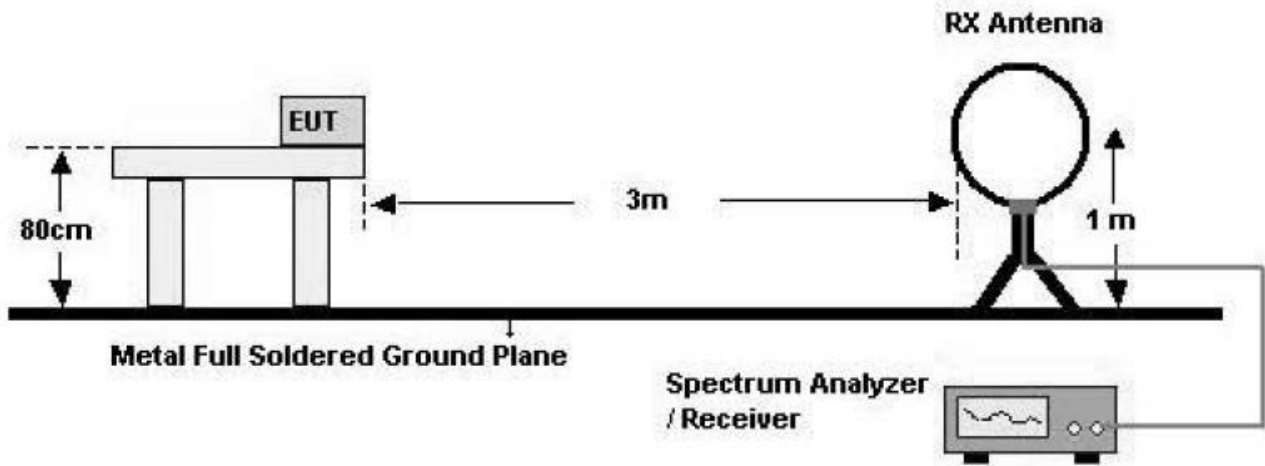 RX Antenna
EUT
80cm
3m
1 m
Metal Full Soldered Ground Plane
Spectrum Analyzer
/ Receiver